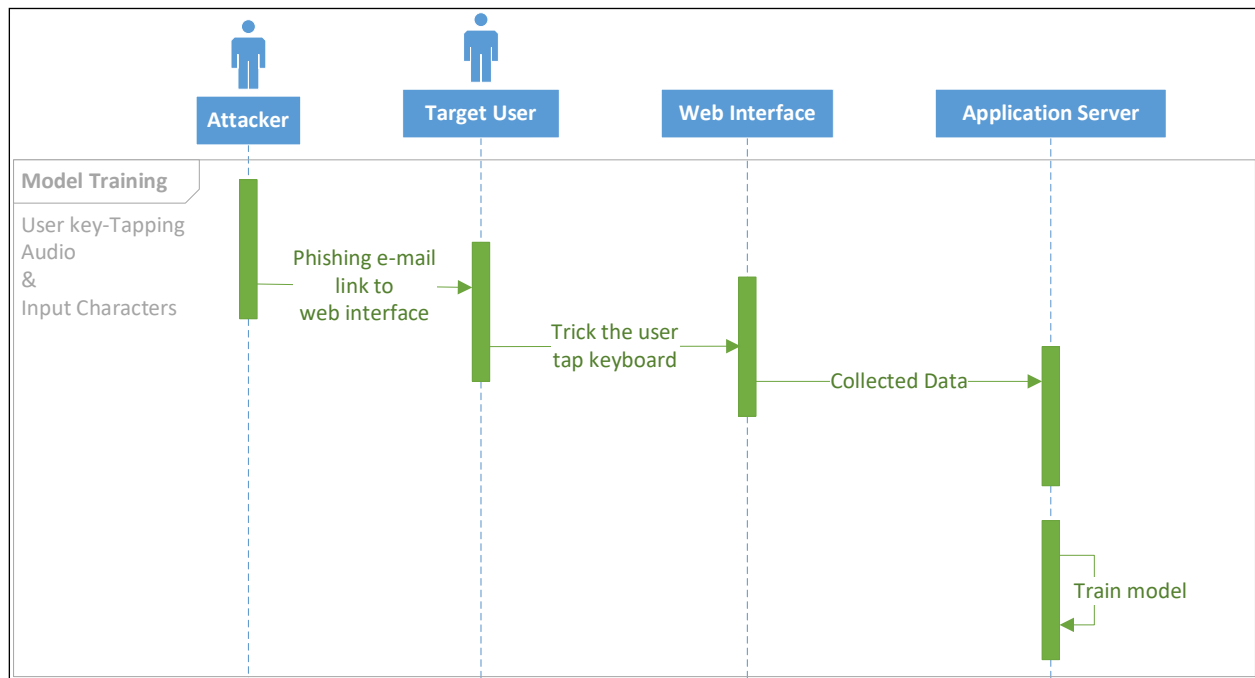 Attacker
Target User
Web Interface
Application Server
Model Training
User key-Tapping
Audio
&
Input Characters
Phishing e-mail
link to
web interface
Trick the user
tap keyboard
Collected Data
Train model